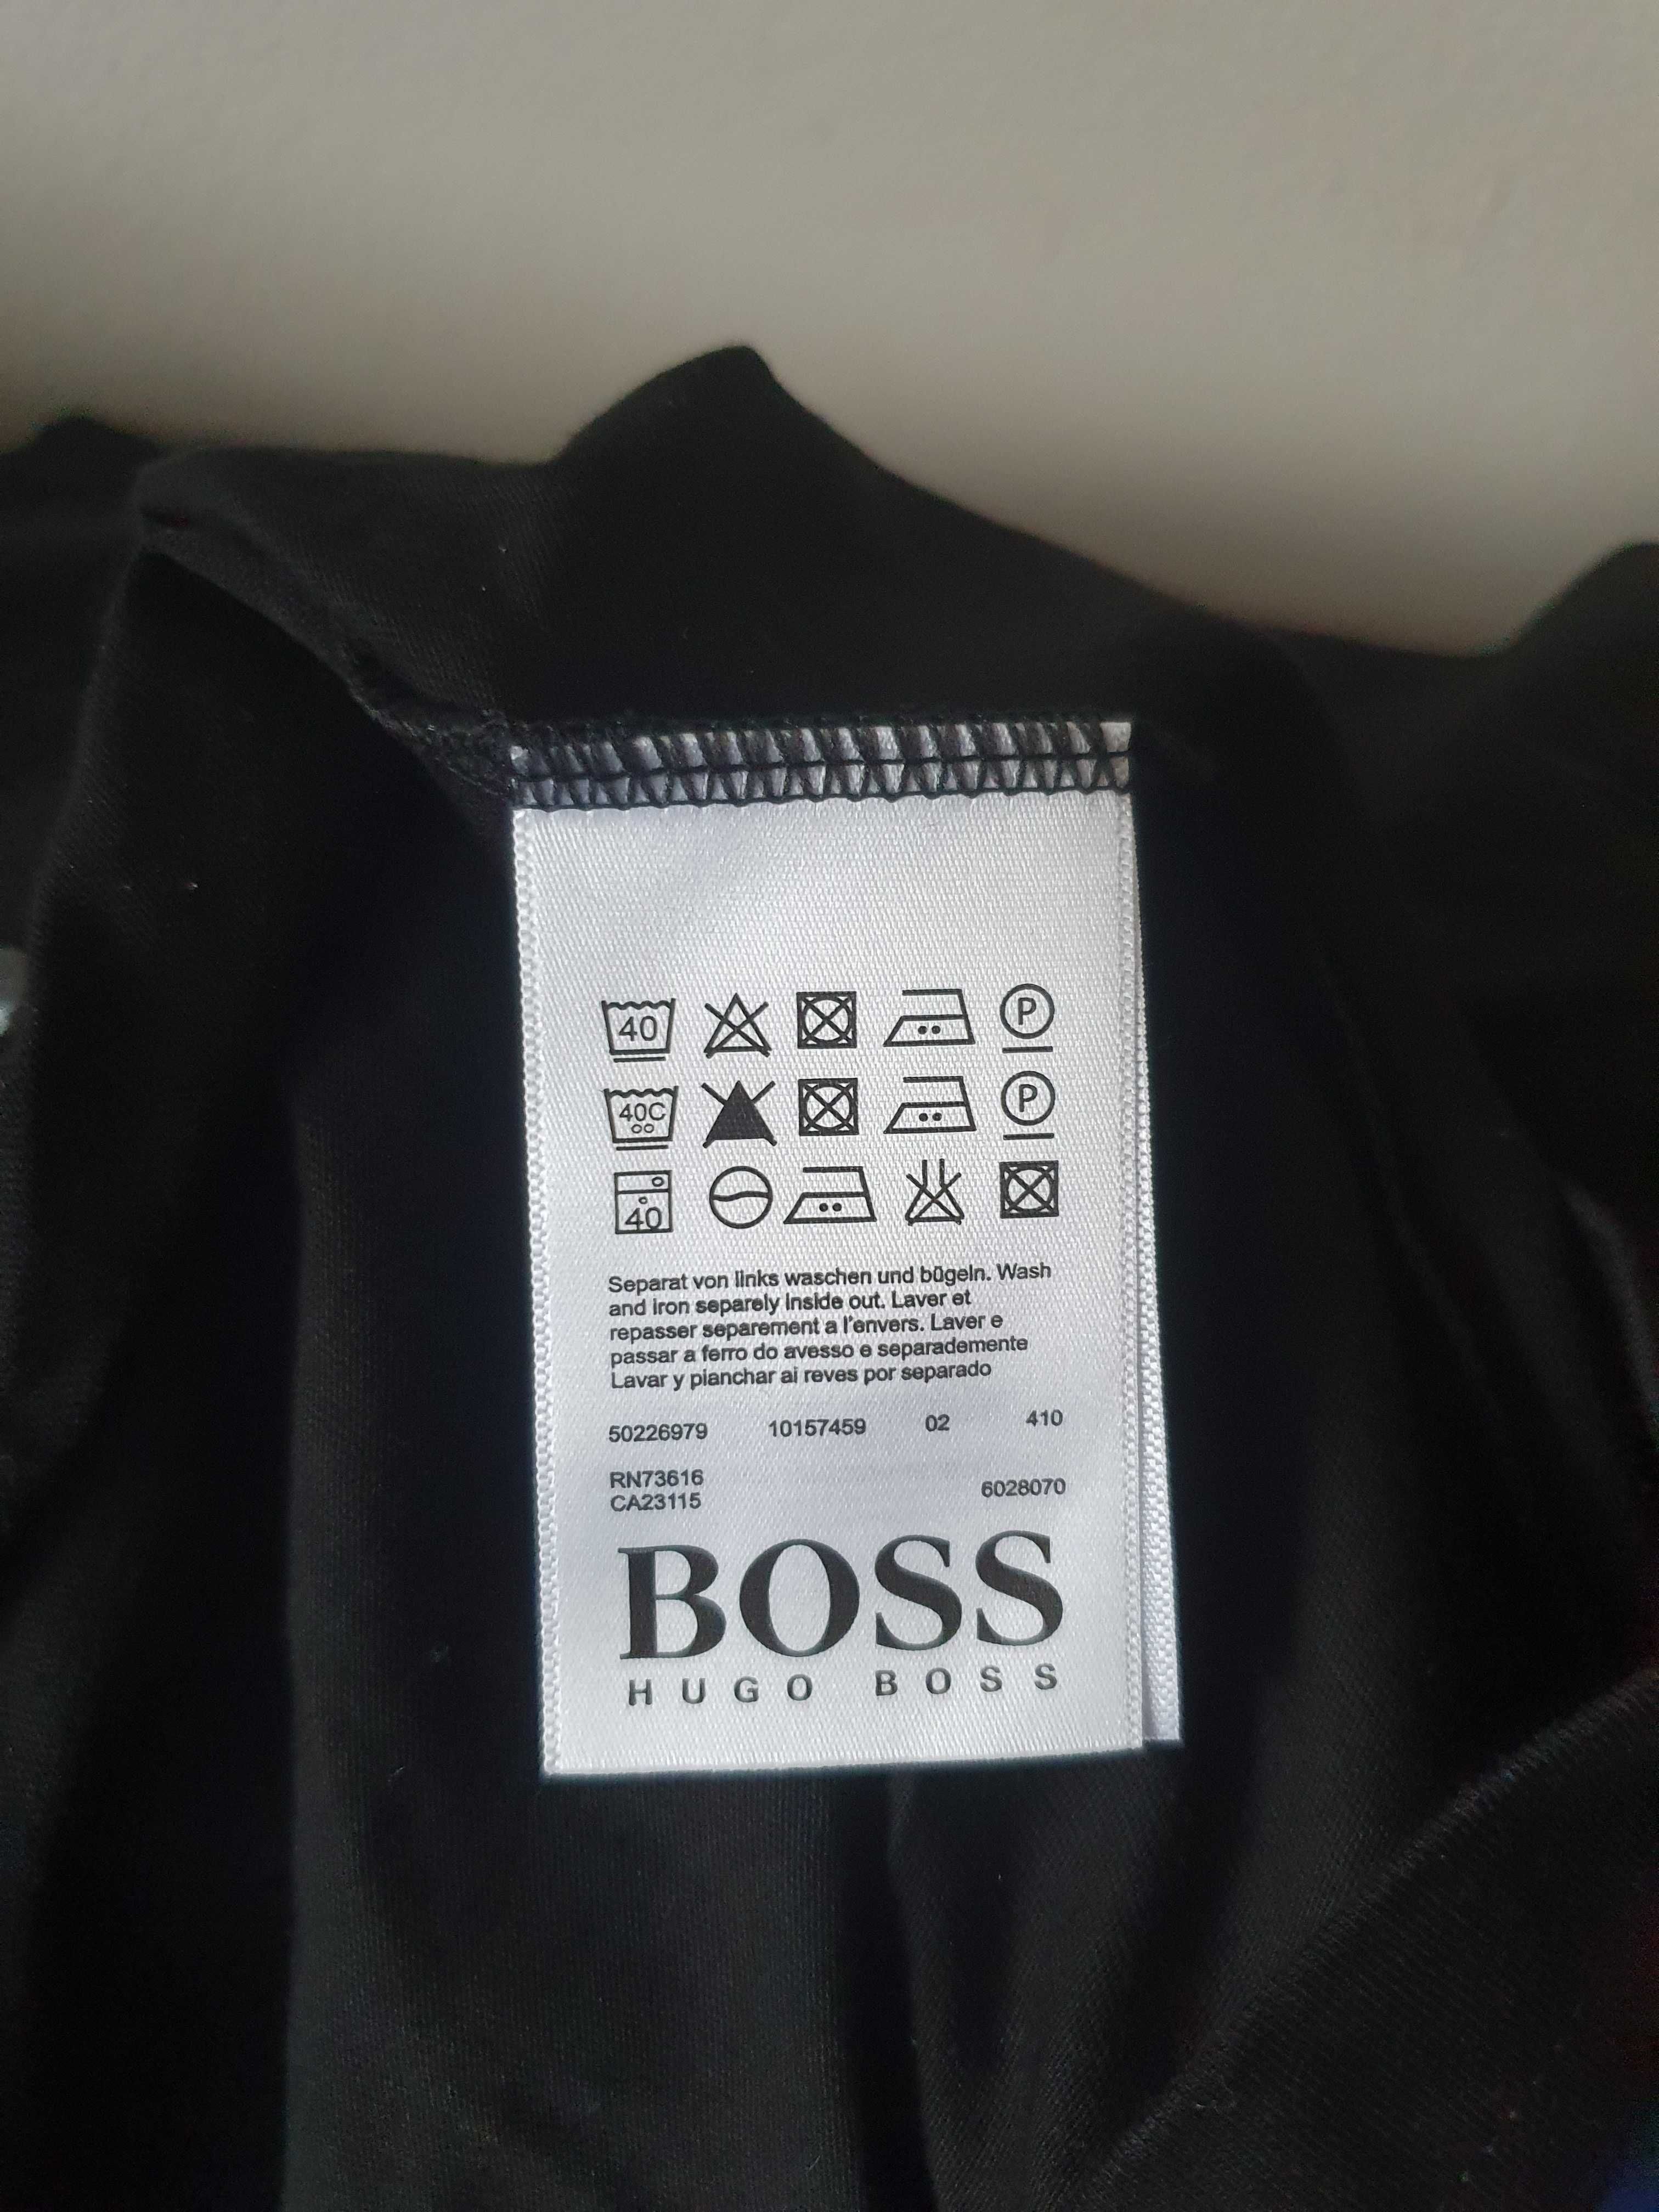 40 P
40C P
40
Separat von links waschen und bügeln. Wash
and iron separely inside out. Laver et
repasser separement a l'envers. Laver e
passar a ferro do avesso e separademente
Lavar y pianchar ai reves por separado
50226979 10157459 02 410
RN73616
CA23115 6028070
BOSS
HUGO BOSS